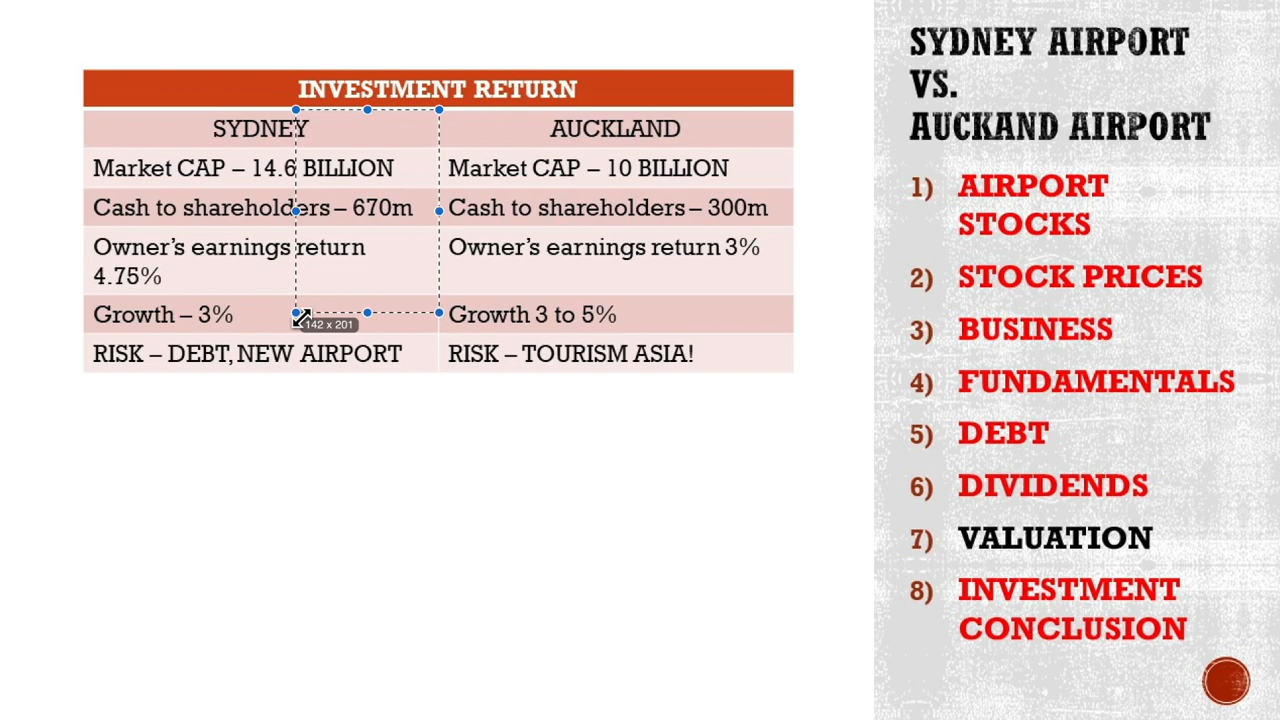 INVESTMENT RETURN
SYDNEY AUCKLAND
Market CAP – 14.6 BILLION Market CAP – 10 BILLION
Cash to shareholders – 670m Cash to shareholders – 300m
Owner's earnings return Owner's earnings return 3%
4.75%
Growth – 3% Growth 3 to 5%
142 x 201
RISK – DEBT, NEW AIRPORT RISK – TOURISM ASIA!
SYDNEY AIRPORT
VS.
AUCKAND AIRPORT
1) AIRPORT
STOCKS
2) STOCK PRICES
3) BUSINESS
4) FUNDAMENTALS
5) DEBT
6) DIVIDENDS
7) VALUATION
8) INVESTMENT
CONCLUSION